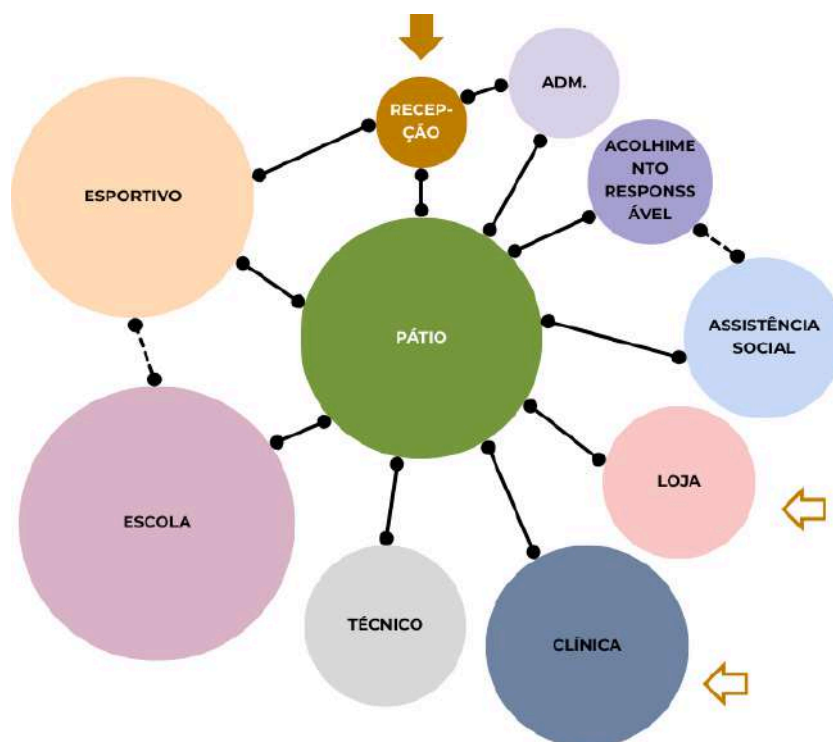 RECEP-
ÇÃO
ADM.
ACOLHIME
NTO
RESPONSS
ÁVEL
ESPORTIVO
PÁTIO
ASSISTÊNCIA
SOCIAL
LOJA
ESCOLA
TÉCNICO
CLÍNICA